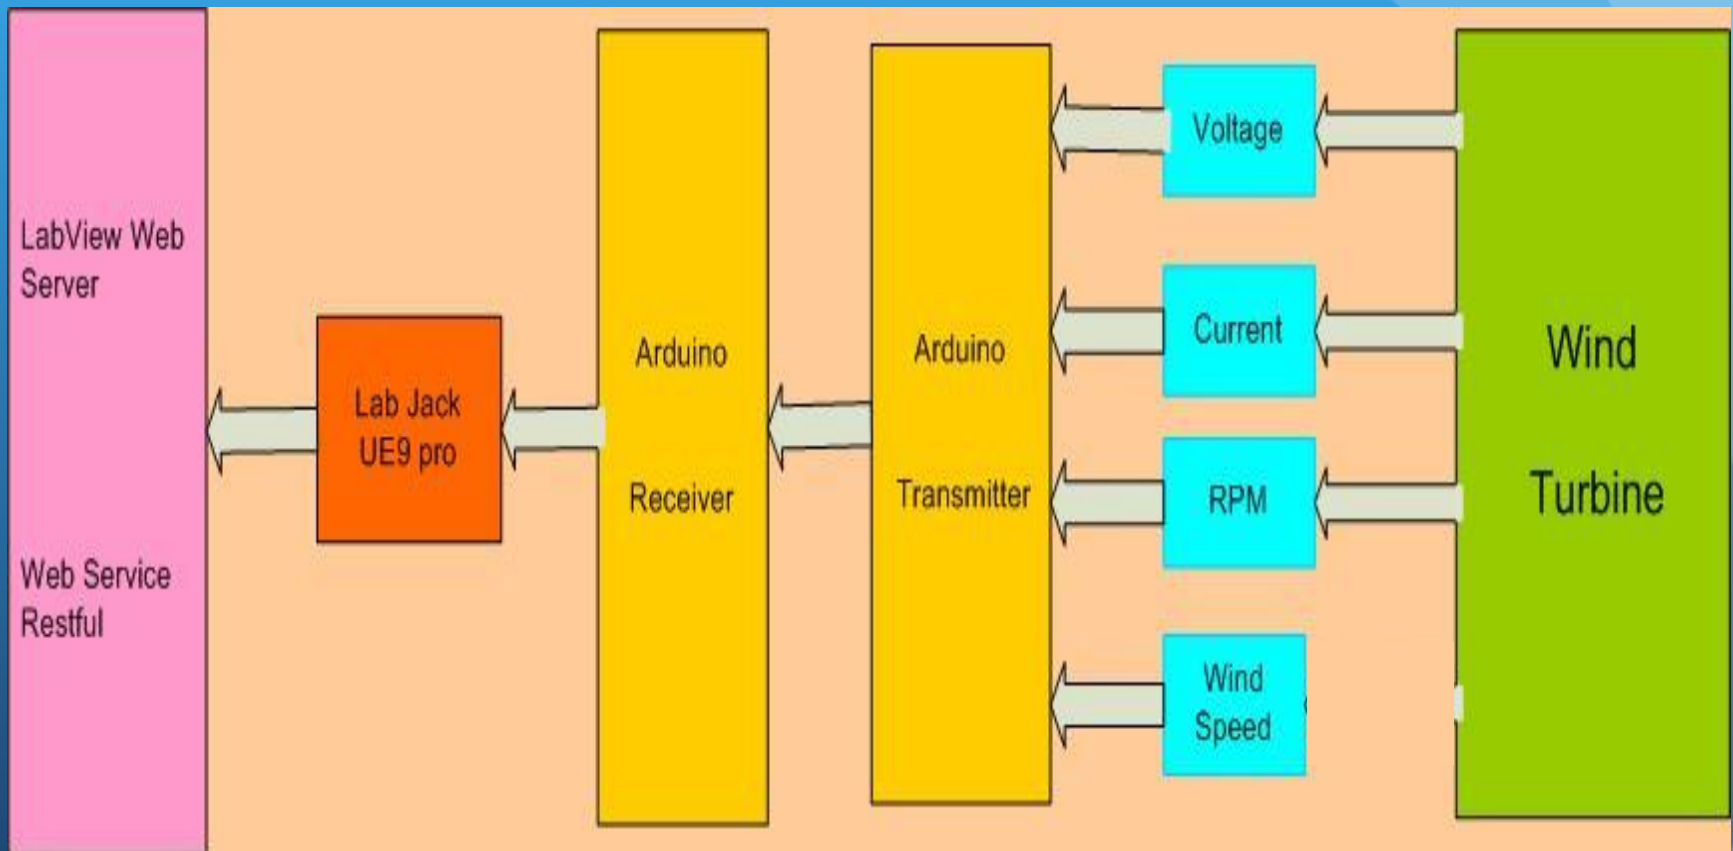 LabView Web
Server
Web Service
Restful
Lab Jack
UE9 pro
Arduino
Receiver
Arduino
Transmitter
Voltage
Current
RPM
Wind
Speed
Wind
Turbine